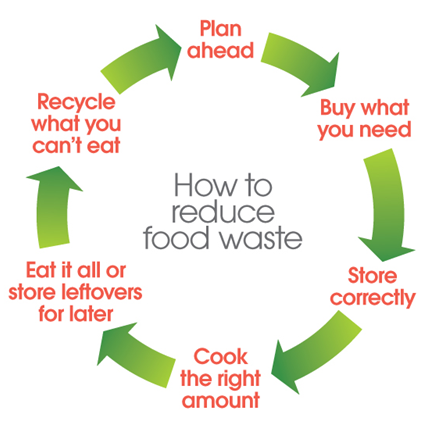 Plan
ahead
Buy what
you need
Store
correctly
Cook
the right
amount
Eat it all or
store leftovers
for later
Recycle
what you
can't eat
How to
reduce
food waste